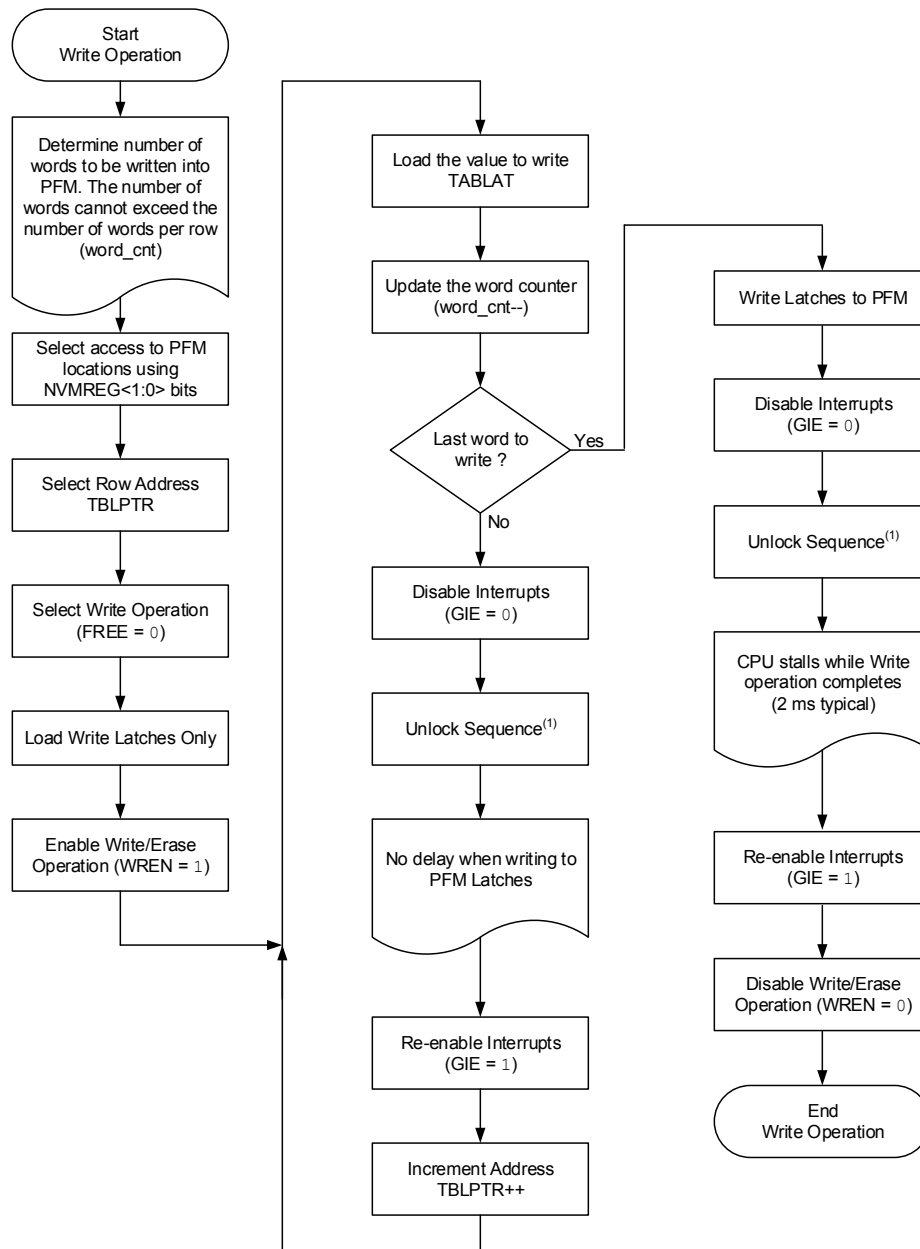 Start
Write Operation
Determine number of
words to be written into
PFM. The number of
words cannot exceed the
number of words per row
(word_cnt)
Select access to PFM
locations using
NVMREG<1:0> bits
Select Row Address
TBLPTR
Select Write Operation
(FREE = 0)
Load Write Latches Only
Enable Write/Erase
Operation (WREN = 1)
Load the value to write
TABLAT
Update the word counter
(word_cnt--)
Last word to
write ?
Yes
No
Disable Interrupts
(GIE = 0)
Unlock Sequence(1)
No delay when writing to
PFM Latches
Re-enable Interrupts
(GIE = 1)
Increment Address
TBLPTR++
Write Latches to PFM
Disable Interrupts
(GIE = 0)
Unlock Sequence(1)
CPU stalls while Write
operation completes
(2 ms typical)
Re-enable Interrupts
(GIE = 1)
Disable Write/Erase
Operation (WREN = 0)
End
Write Operation